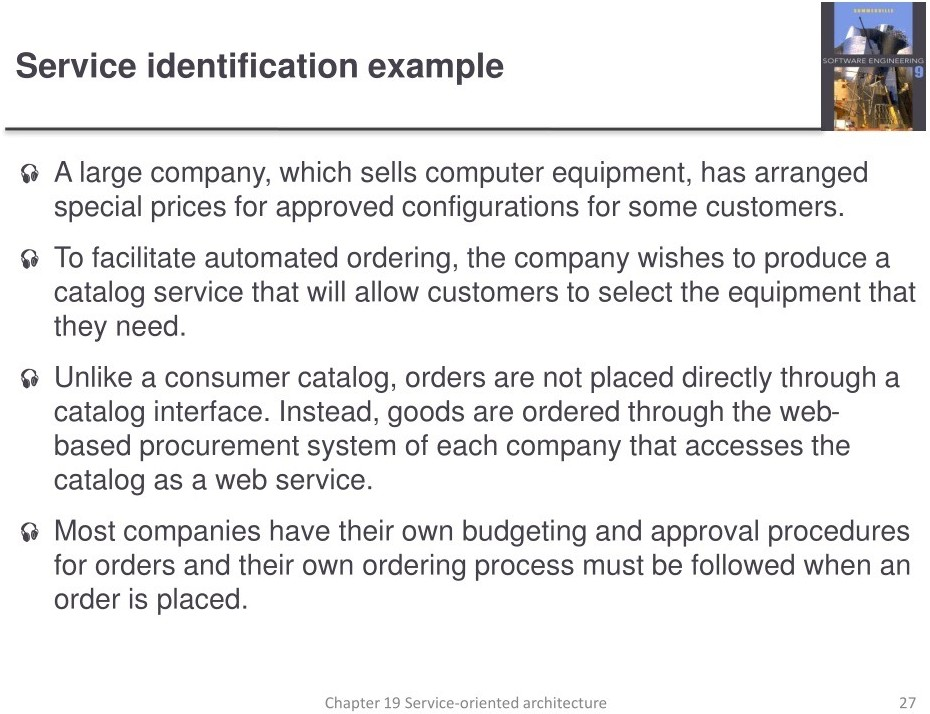 Service identification example
SOMMERVILLE
SOFTWARE ENGINEERING
9
A large company, which sells computer equipment, has arranged
special prices for approved configurations for some customers.
To facilitate automated ordering, the company wishes to produce a
catalog service that will allow customers to select the equipment that
they need.
Unlike a consumer catalog, orders are not placed directly through a
catalog interface. Instead, goods are ordered through the web-
based procurement system of each company that accesses the
catalog as a web service.
Most companies have their own budgeting and approval procedures
for orders and their own ordering process must be followed when an
order is placed.
Chapter 19 Service-oriented architecture
27